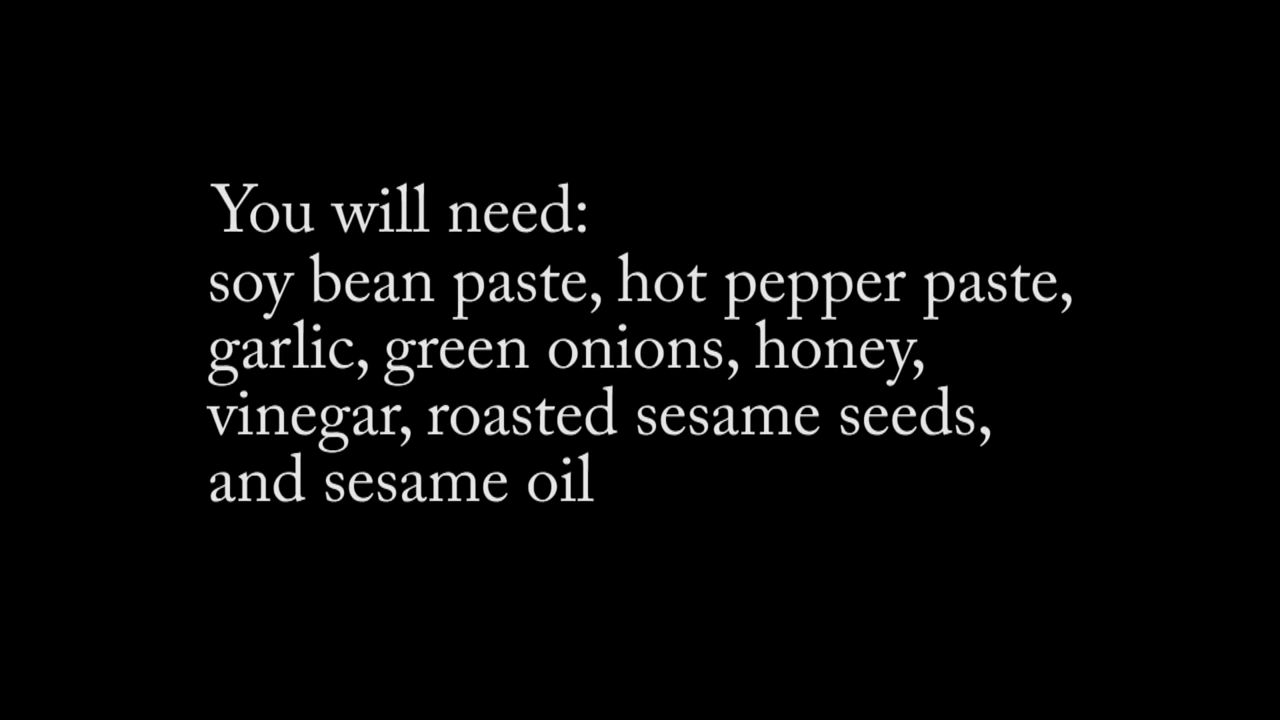 You will need:
soy bean paste, hot pepper paste,
garlic, green onions, honey,
vinegar, roasted sesame seeds,
and sesame oil